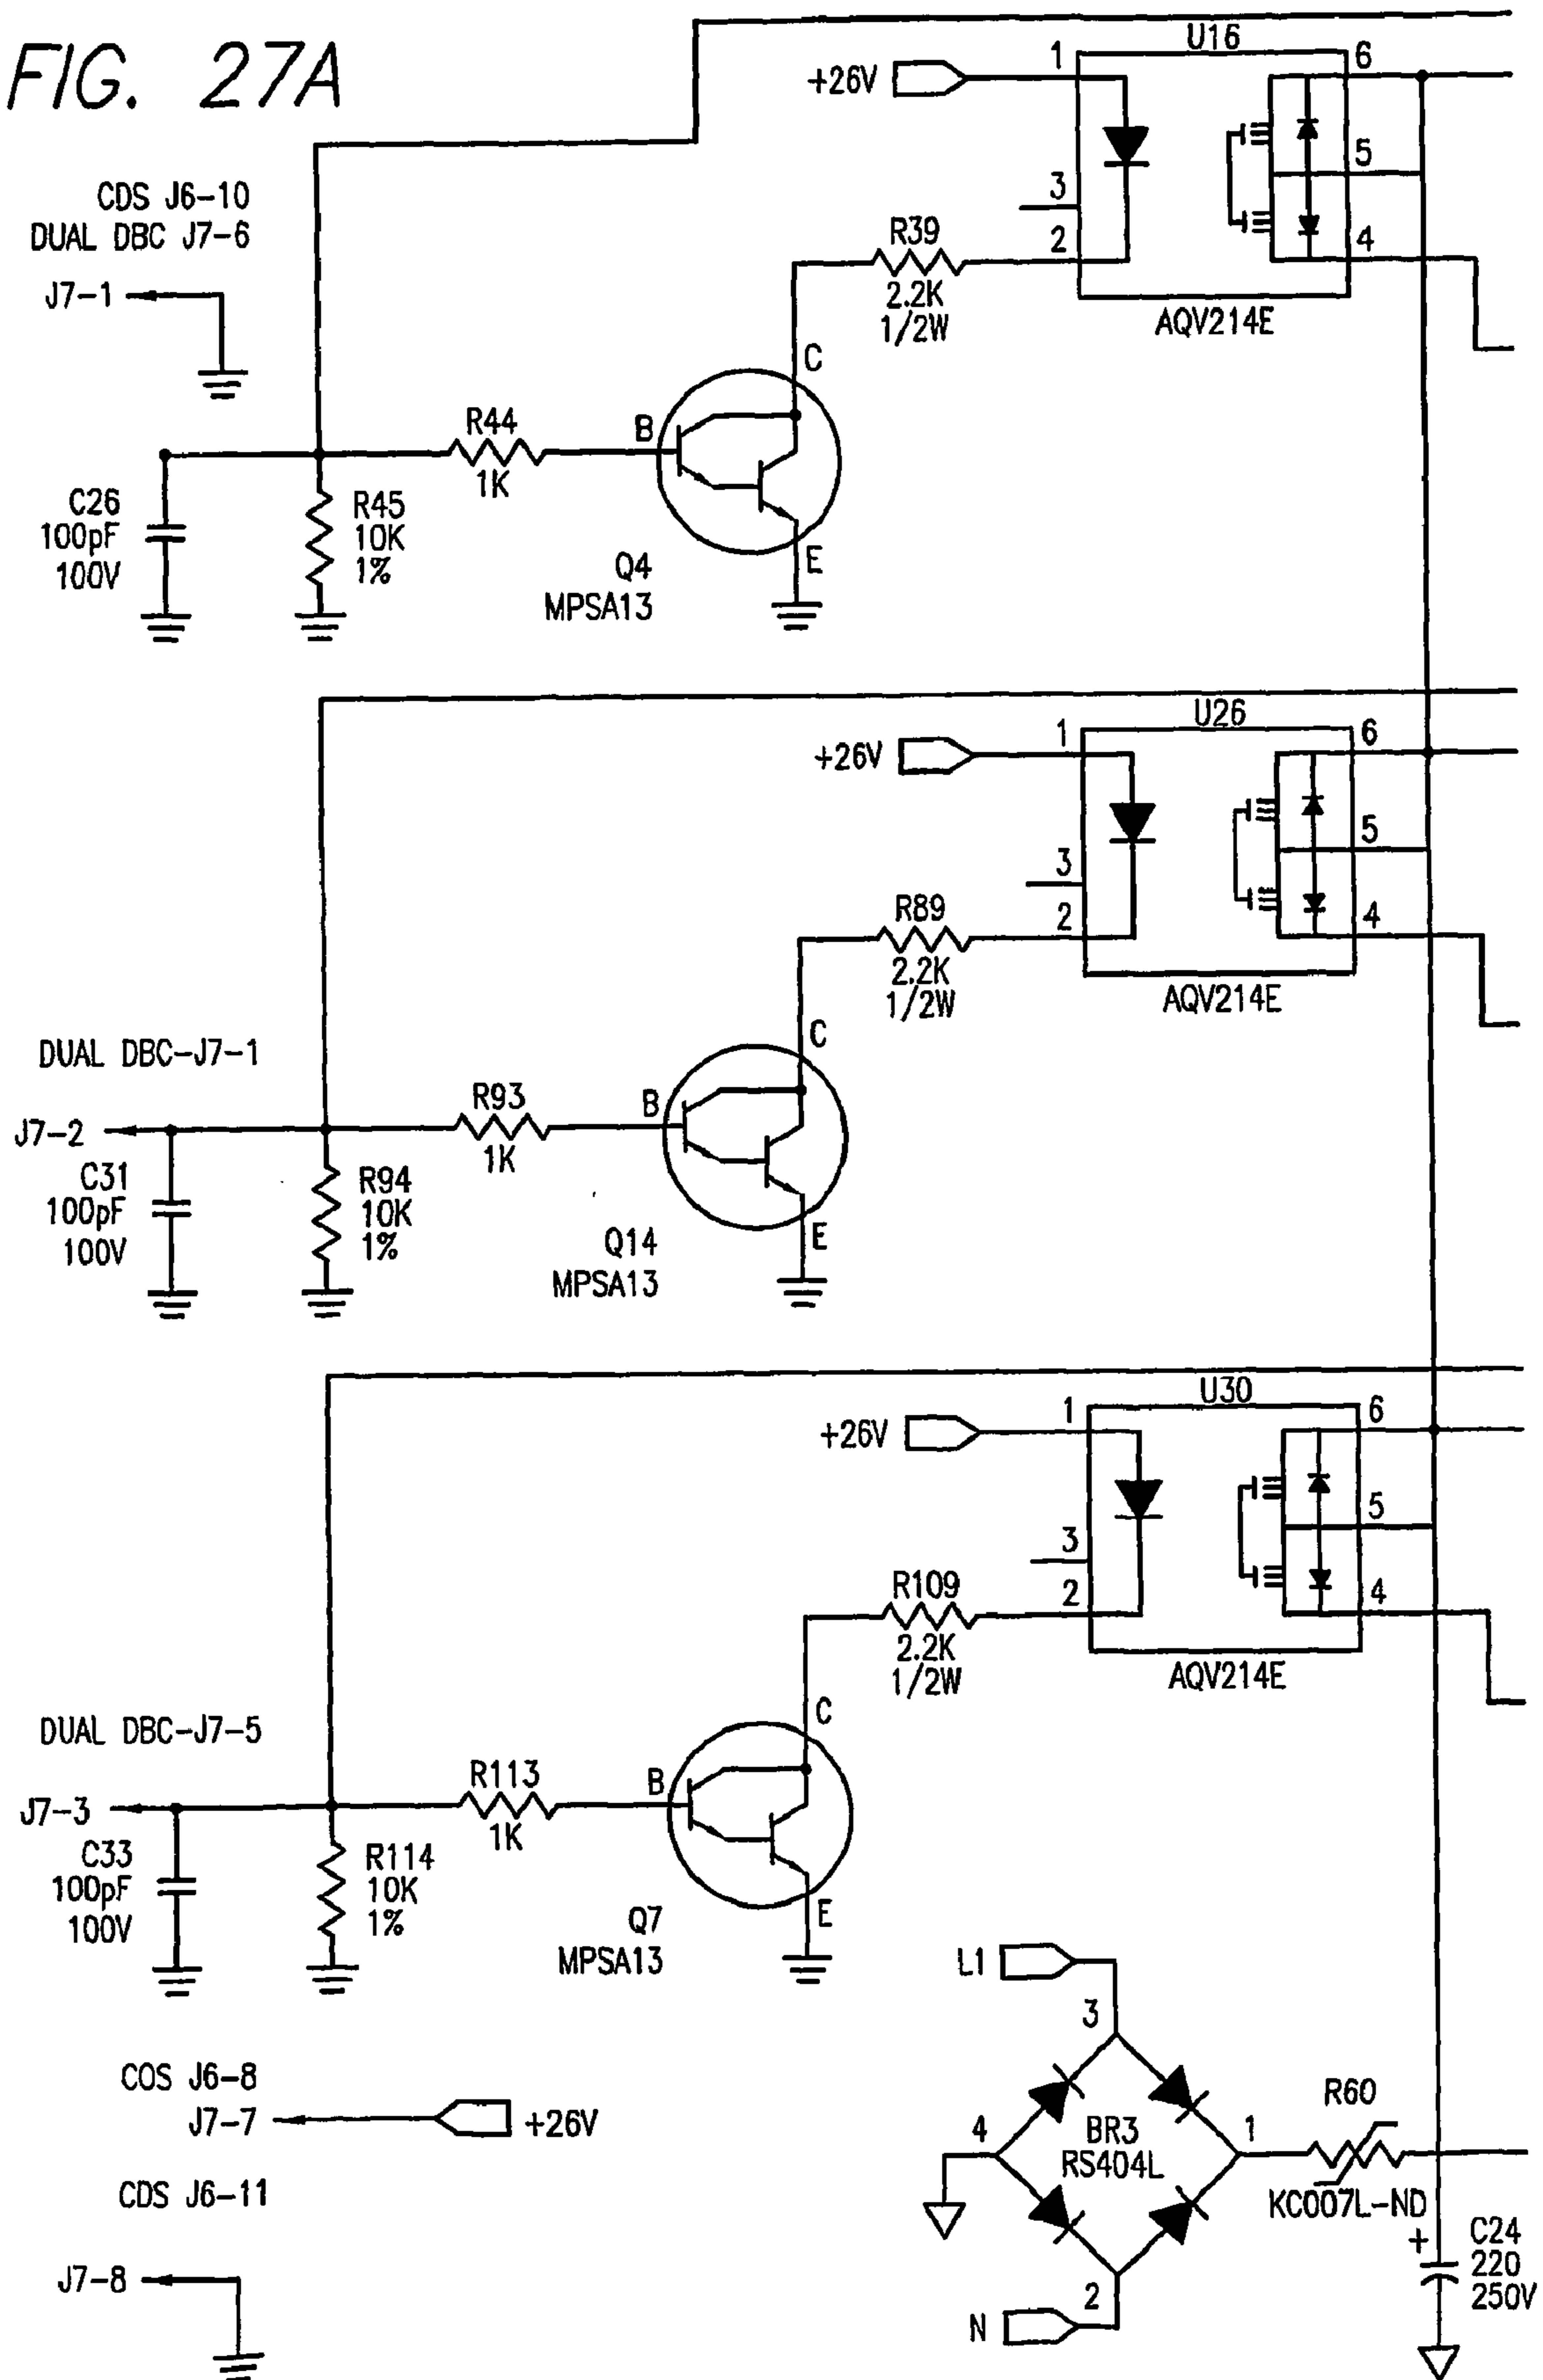 FIG. 27A
U16
+26V
1
6
5
3
2
4
CDS J6-10
DUAL DBC J7-6
J7-1
R39
2.2K
1/2W
AQV214E
C
R44
B
1K
C26
100pF
100V
R45
10K
1%
E
Q4
MPSA13
U26
+26V
1
6
5
3
2
4
R89
2.2K
1/2W
AQV214E
C
DUAL DBC-J7-1
R93
B
J7-2
1K
C31
100pF
100V
R94
10K
1%
E
Q14
MPSA13
U30
+26V
1
6
5
3
2
4
R109
2.2K
1/2W
AQV214E
C
DUAL DBC-J7-5
R113
B
J7-3
1K
C33
100pF
100V
R114
10K
1%
E
Q7
MPSA13
L1
3
COS J6-8
J7-7
+26V
4
BR3
RS404L
1
R60
KC007L-ND
CDS J6-11
+
C24
220
250V
J7-8
2
N